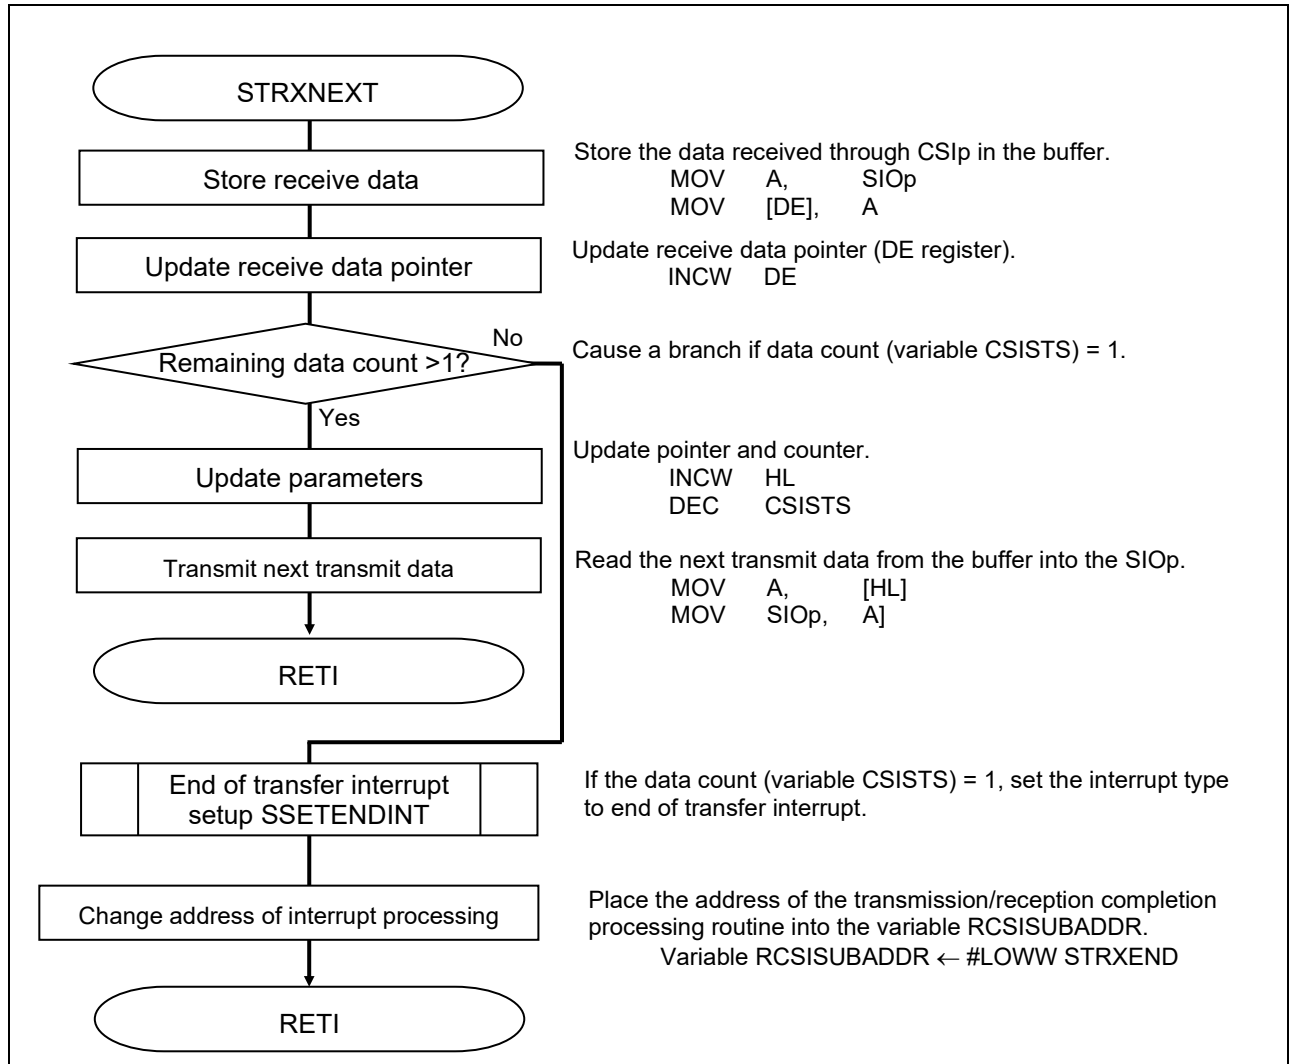 STRXNEXT
Store receive data
Store the data received through CSIp in the buffer.
MOV A, SIOp
MOV [DE], A
Update receive data pointer
Update receive data pointer (DE register).
INCW DE
Remaining data count >1?
No
Cause a branch if data count (variable CSISTS) = 1.
Yes
Update parameters
Update pointer and counter.
INCW HL
DEC CSISTS
Transmit next transmit data
Read the next transmit data from the buffer into the SIOp.
MOV A, [HL]
MOV SIOp, A]
RETI
End of transfer interrupt
setup SSETENDINT
If the data count (variable CSISTS) = 1, set the interrupt type
to end of transfer interrupt.
Change address of interrupt processing
Place the address of the transmission/reception completion
processing routine into the variable RCSISUBADDR.
Variable RCSISUBADDR ← #LOWW STRXEND
RETI